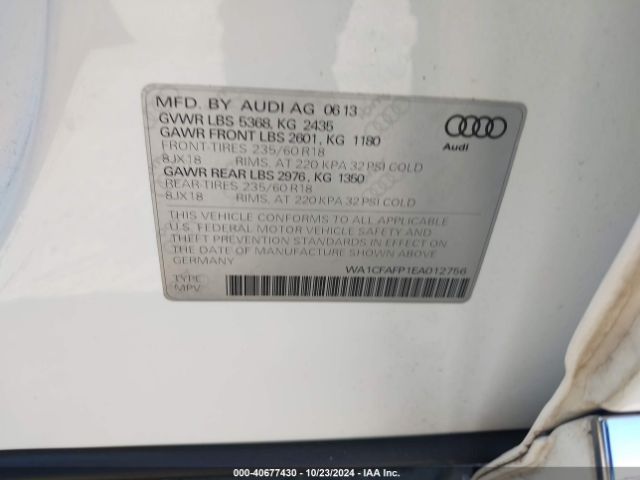 MFD. BY AUDI AG 06 13
GVWR LBS 5368, KG 2435
GAWR FRONT LBS 2601, KG 1180
FRONT-TIRES 235/60 R18
8JX18 RIMS, AT 220 KPA 32 PSI COLD
GAWR REAR LBS 2976, KG 1350
REAR-TIRES 235/60 R18
8JX18 RIMS, AT 220 KPA 32 PSI COLD
Audi
THIS VEHICLE CONFORMS TO ALL APPLICABLE
U.S. FEDERAL MOTOR VEHICLE SAFETY AND
THEFT PREVENTION STANDARDS IN EFFECT ON
THE DATE OF MANUFACTURE SHOWN ABOVE
GERMANY
WA1CFAFP1EA012756
TYPE
MPV
000-40677430 - 10/23/2024 - IAA Inc.